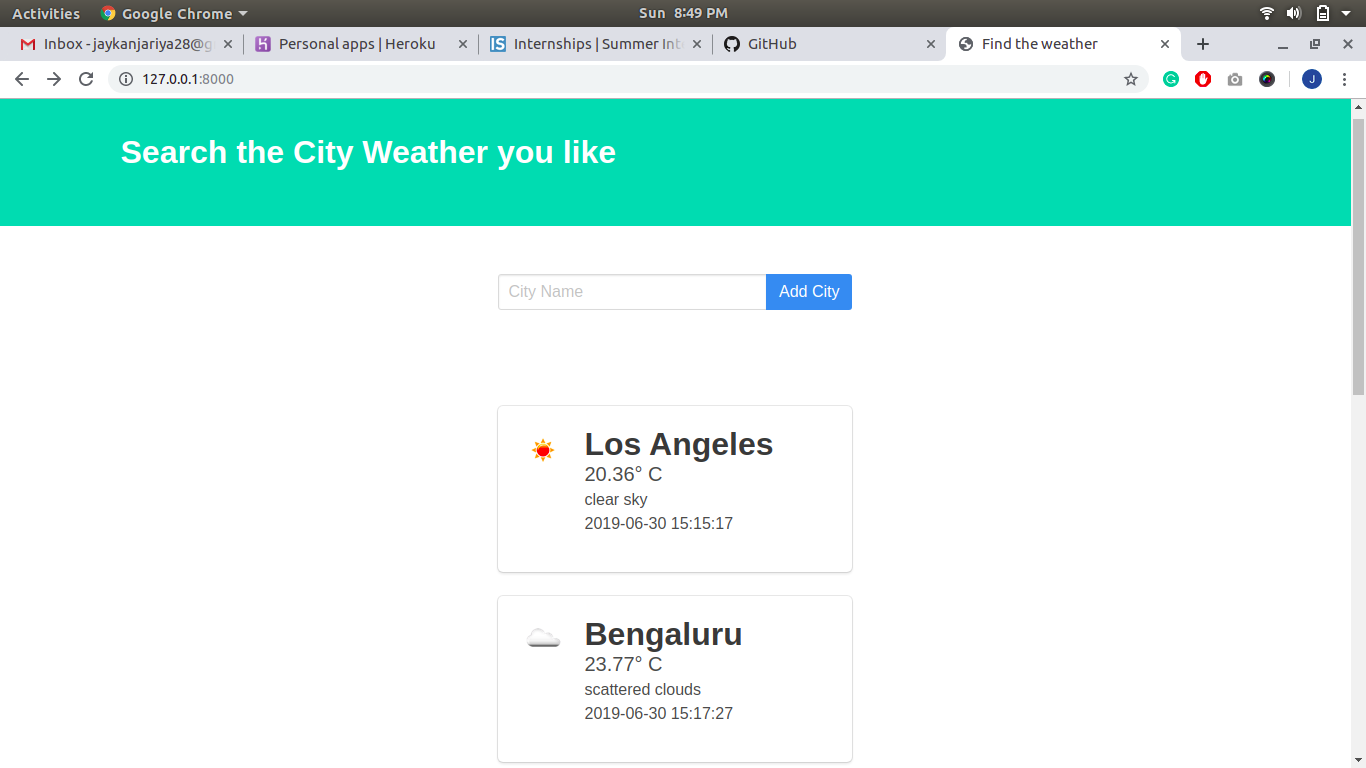 Activities Google Chrome Sun 8:49 PM
Inbox - jaykanjariya28@g Personal apps | Heroku Internships | Summer Inte GitHub Find the weather
127.0.0.1:8000 J
Search the City Weather you like
City Name Add City
Los Angeles
20.36° C
clear sky
2019-06-30 15:15:17
Bengaluru
23.77° C
scattered clouds
2019-06-30 15:17:27